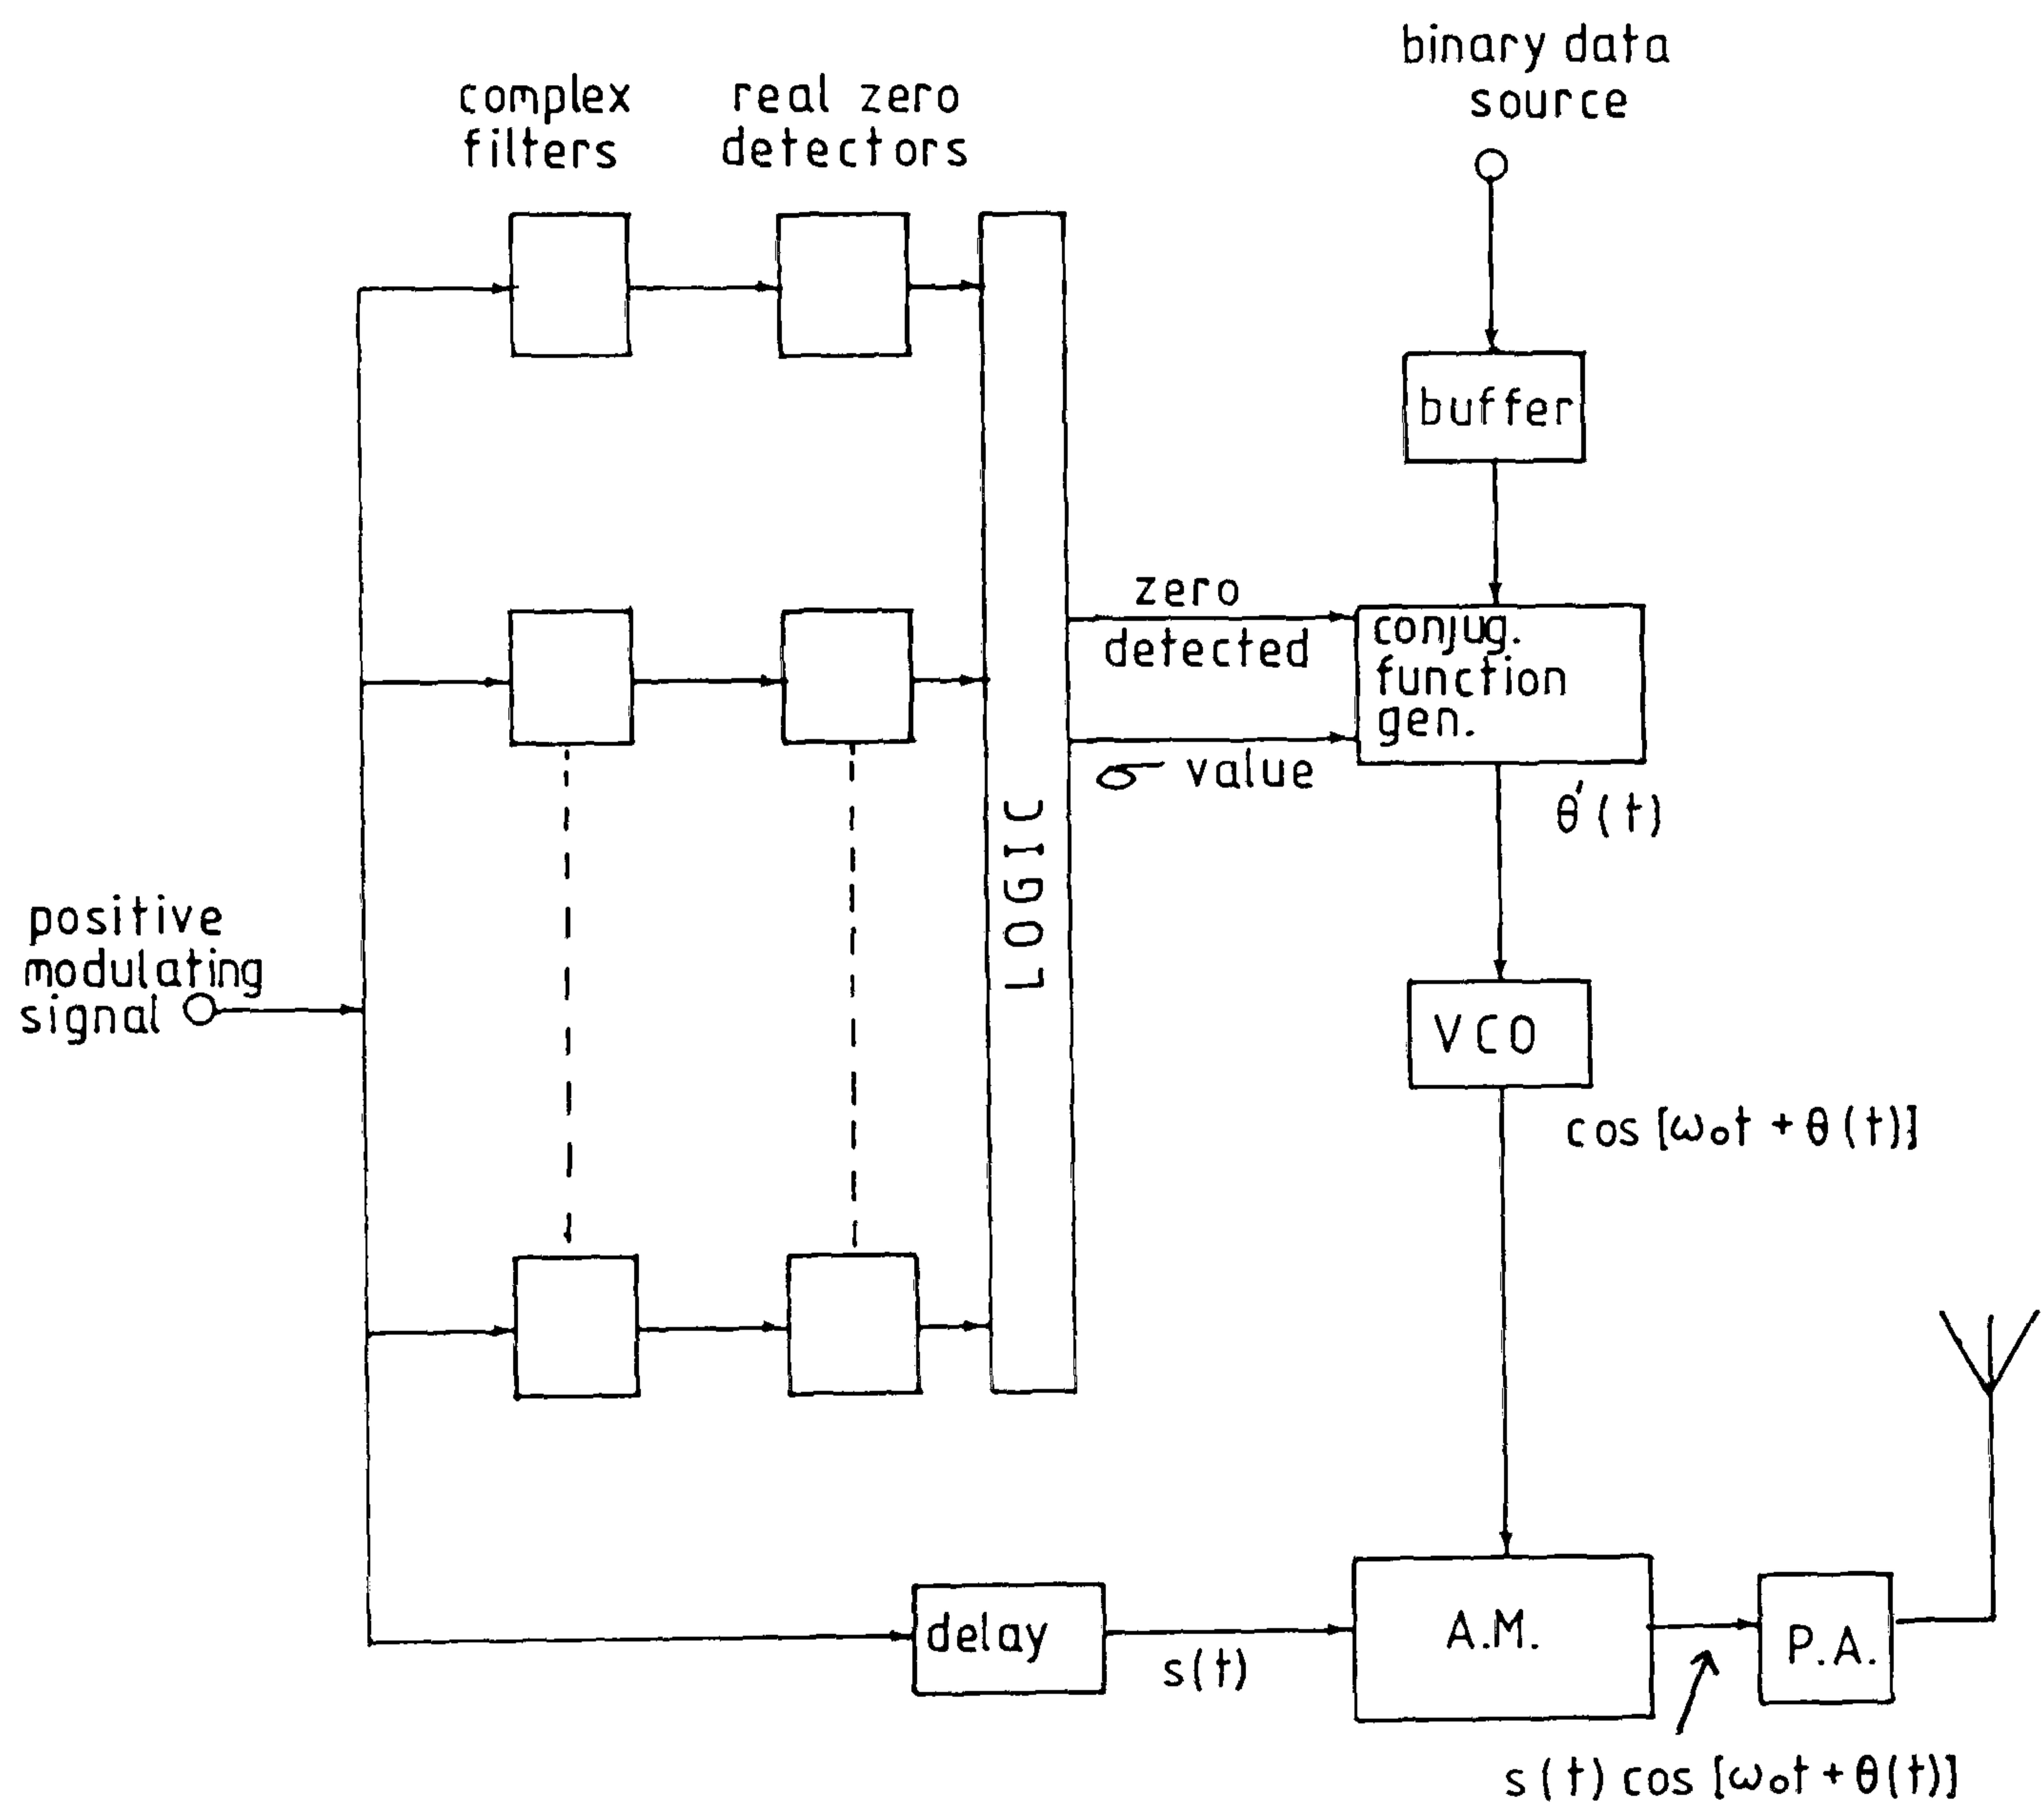 binary data
source
complex
filters
real zero
detectors
buffer
zero
detected
conjug.
function
gen.
σ value
θ'(t)
LOGIC
positive
modulating
signal
VCO
cos [ω₀t + θ(t)]
delay
s(t)
A.M.
P.A.
s(t) cos [ω₀t + θ(t)]